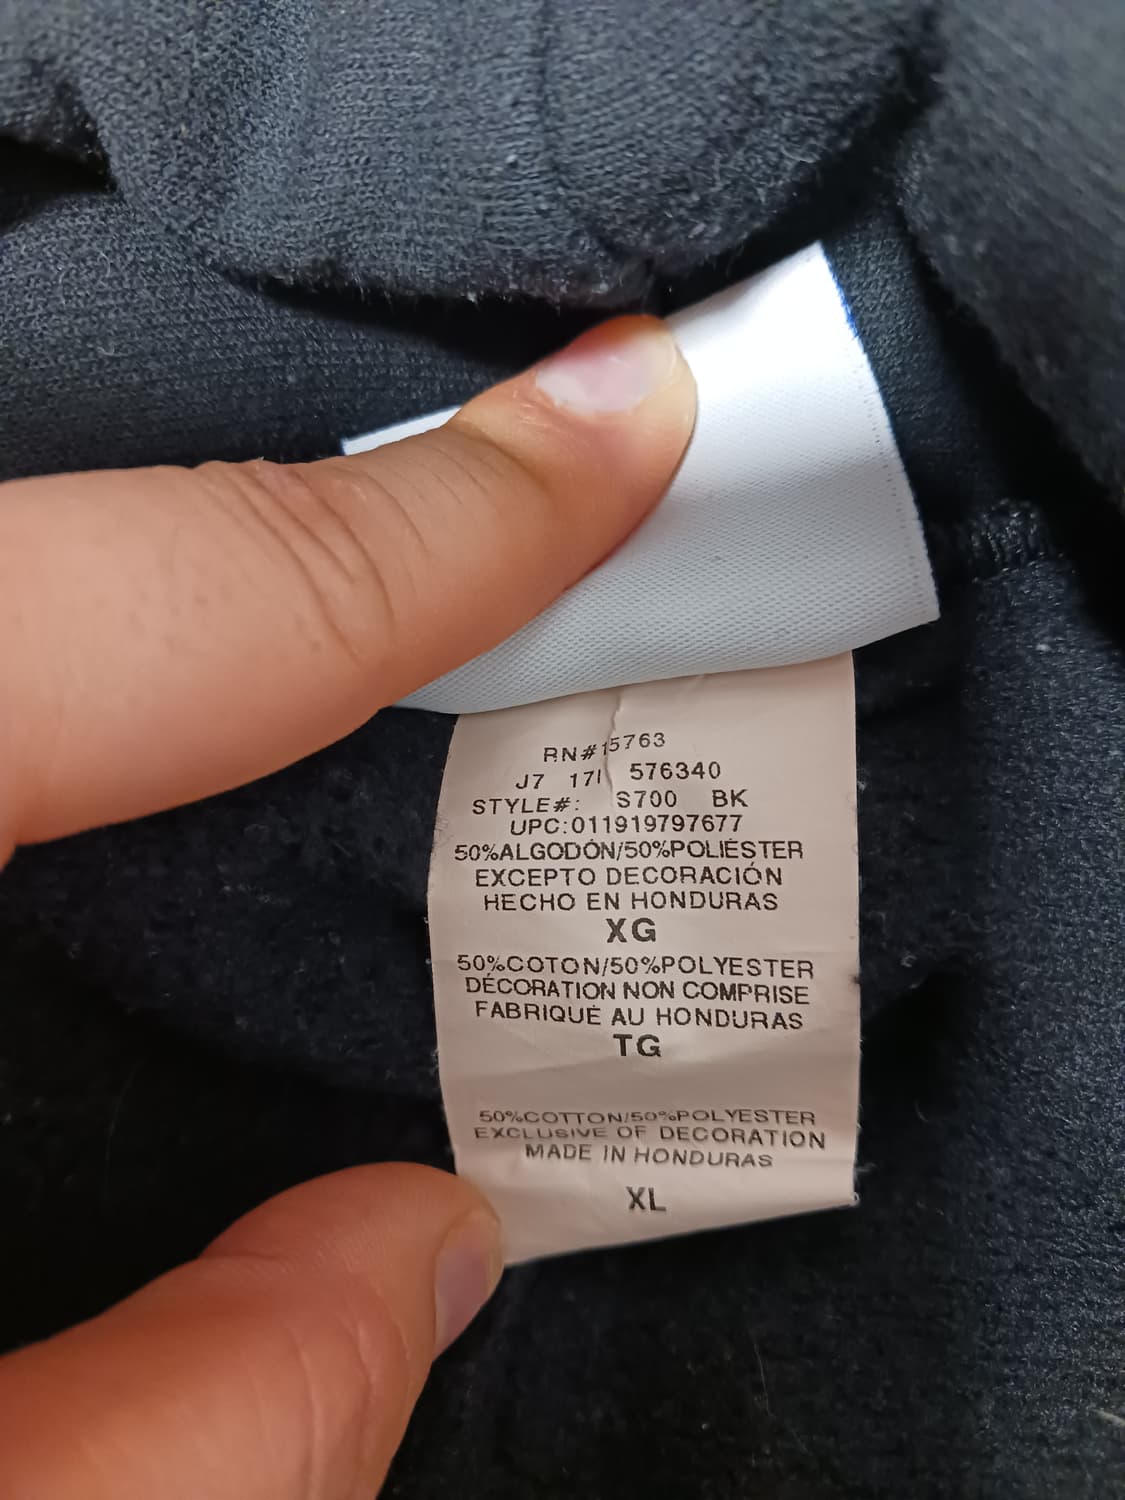 RN#15763
J7 17I 576340
STYLE#: S700 BK
UPC:011919797677
50%ALGODÓN/50%POLIÉSTER
EXCEPTO DECORACIÓN
HECHO EN HONDURAS
XG
50%COTON/50%POLYESTER
DÉCORATION NON COMPRISE
FABRIQUÉ AU HONDURAS
TG
50%COTTON/50%POLYESTER
EXCLUSIVE OF DECORATION
MADE IN HONDURAS
XL